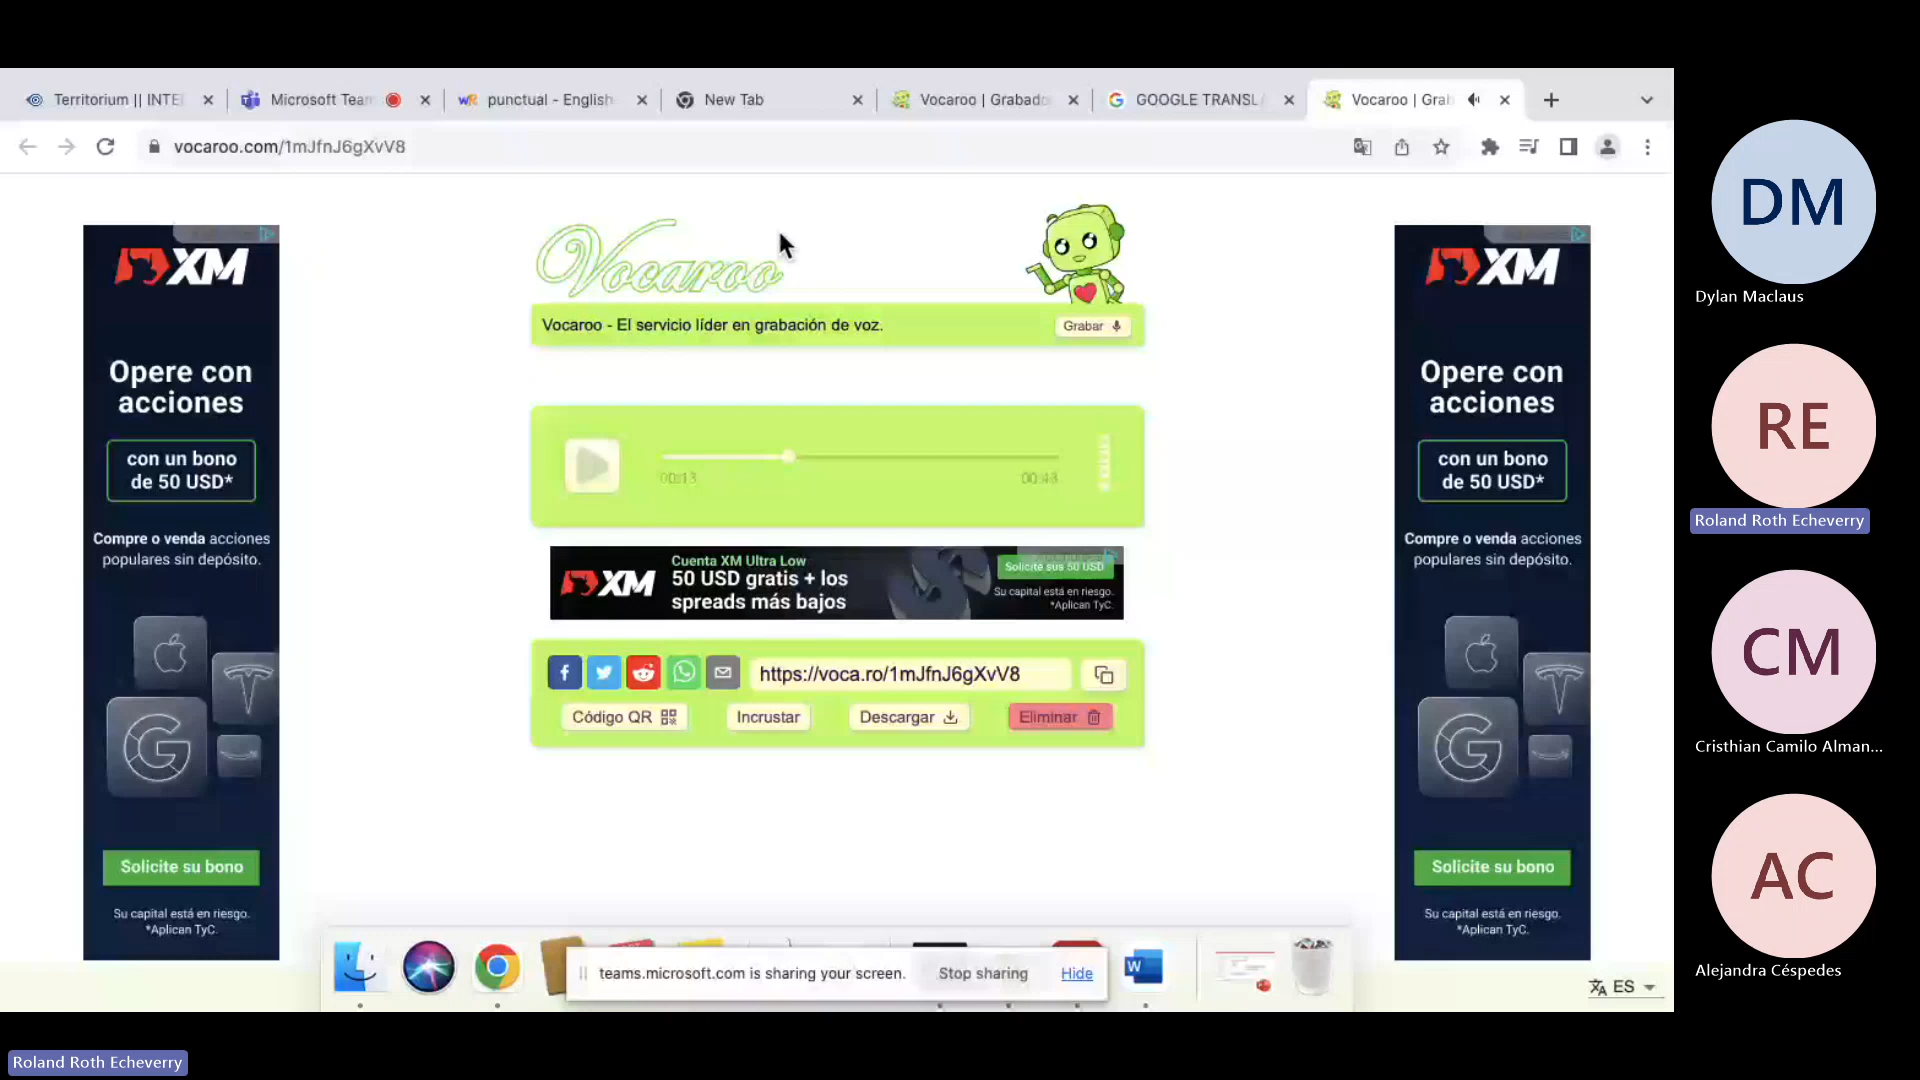 Territorium || INTE
Microsoft Team
punctual - English
New Tab
Vocaroo | Grabado
GOOGLE TRANSLA
Vocaroo | Grab
vocaroo.com/1mJfnJ6gXvV8
XM
Opere con
acciones
con un bono
de 50 USD*
Compre o venda acciones
populares sin depósito.
G
Solicite su bono
Su capital está en riesgo.
*Aplican TyC.
Vocaroo
Vocaroo - El servicio líder en grabación de voz.
Grabar
00:13
00:43
XM
Cuenta XM Ultra Low
50 USD gratis + los
spreads más bajos
Solicite sus 50 USD
Su capital está en riesgo.
*Aplican TyC.
https://voca.ro/1mJfnJ6gXvV8
Código QR
Incrustar
Descargar
Eliminar
XM
Opere con
acciones
con un bono
de 50 USD*
Compre o venda acciones
populares sin depósito.
G
Solicite su bono
Su capital está en riesgo.
*Aplican TyC.
teams.microsoft.com is sharing your screen.
Stop sharing
Hide
W
ES
DM
Dylan Maclaus
RE
Roland Roth Echeverry
CM
Cristhian Camilo Alman...
AC
Alejandra Céspedes
Roland Roth Echeverry